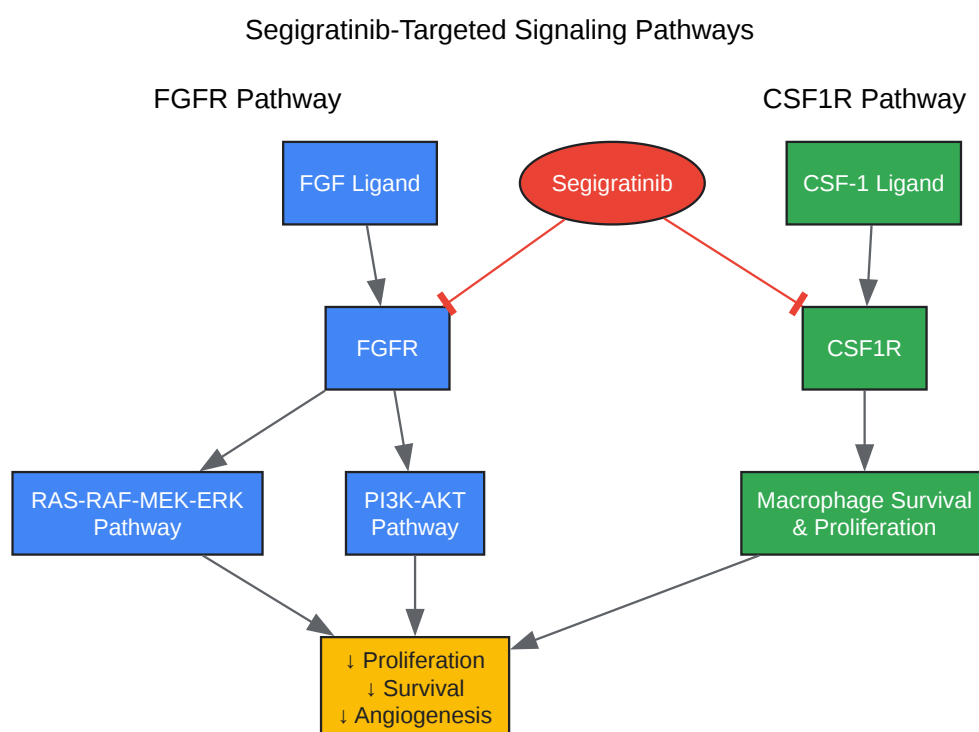 Segigratinib-Targeted Signaling Pathways
FGFR Pathway
CSF1R Pathway
FGF Ligand
Segigratinib
CSF-1 Ligand
FGFR
CSF1R
RAS-RAF-MEK-ERK
Pathway
PI3K-AKT
Pathway
Macrophage Survival
& Proliferation
↓ Proliferation
↓ Survival
↓ Angiogenesis